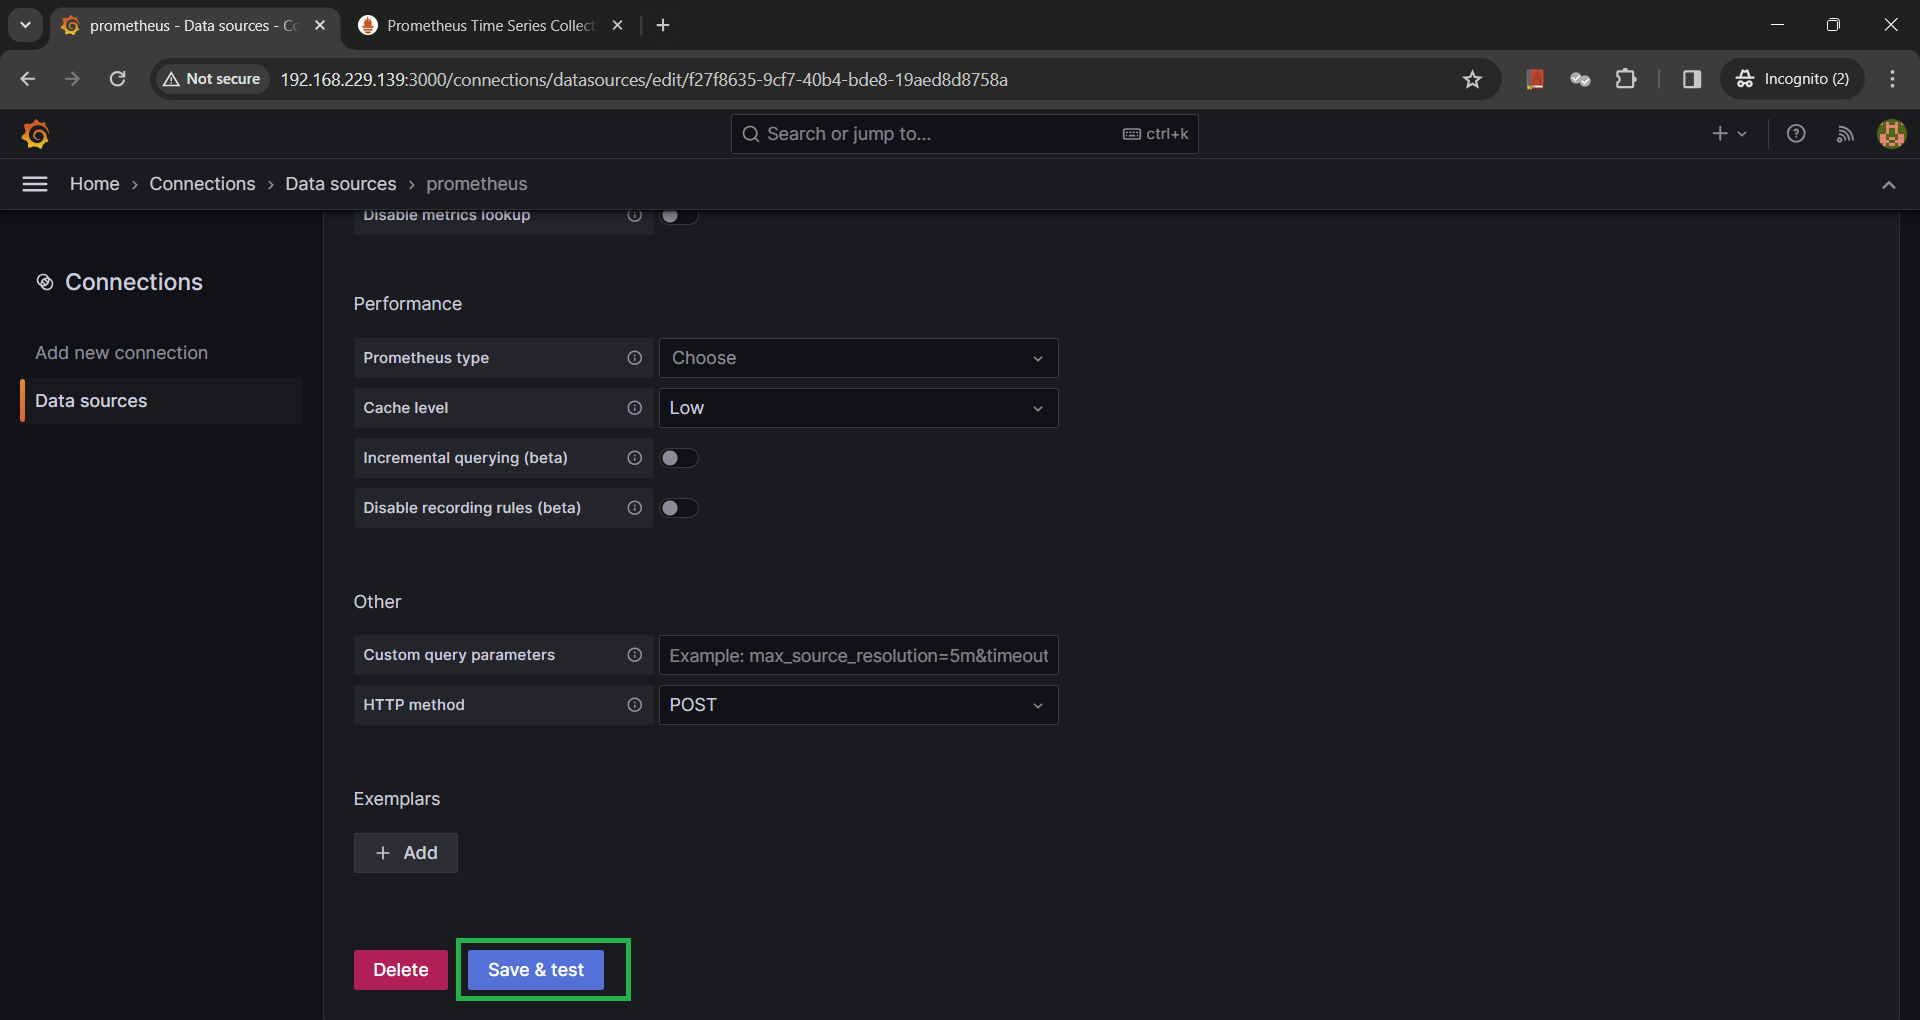 prometheus - Data sources - Co
Prometheus Time Series Collect
Not secure
192.168.229.139:3000/connections/datasources/edit/f27f8635-9cf7-40b4-bde8-19aed8d8758a
Incognito (2)
Search or jump to...
ctrl+k
Home › Connections › Data sources › prometheus
Disable metrics lookup
Connections
Add new connection
Data sources
Performance
Prometheus type
Choose
Cache level
Low
Incremental querying (beta)
Disable recording rules (beta)
Other
Custom query parameters
Example: max_source_resolution=5m&timeout
HTTP method
POST
Exemplars
+ Add
Delete
Save & test